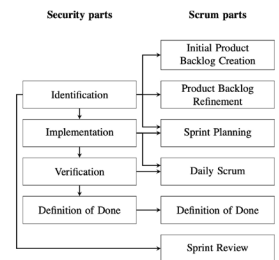 Security parts
Scrum parts
Initial Product
Backlog Creation
Identification
Product Backlog
Refinement
Implementation
Sprint Planning
Verification
Daily Scrum
Definition of Done
Definition of Done
Sprint Review